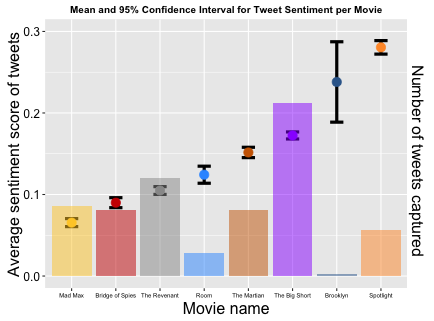 Mean and 95% Confidence Interval for Tweet Sentiment per Movie
Average sentiment score of tweets
0.3
0.2
0.1
0.0
Number of tweets captured
Mad Max Bridge of Spies The Revenant Room The Martian The Big Short Brooklyn Spotlight
Movie name